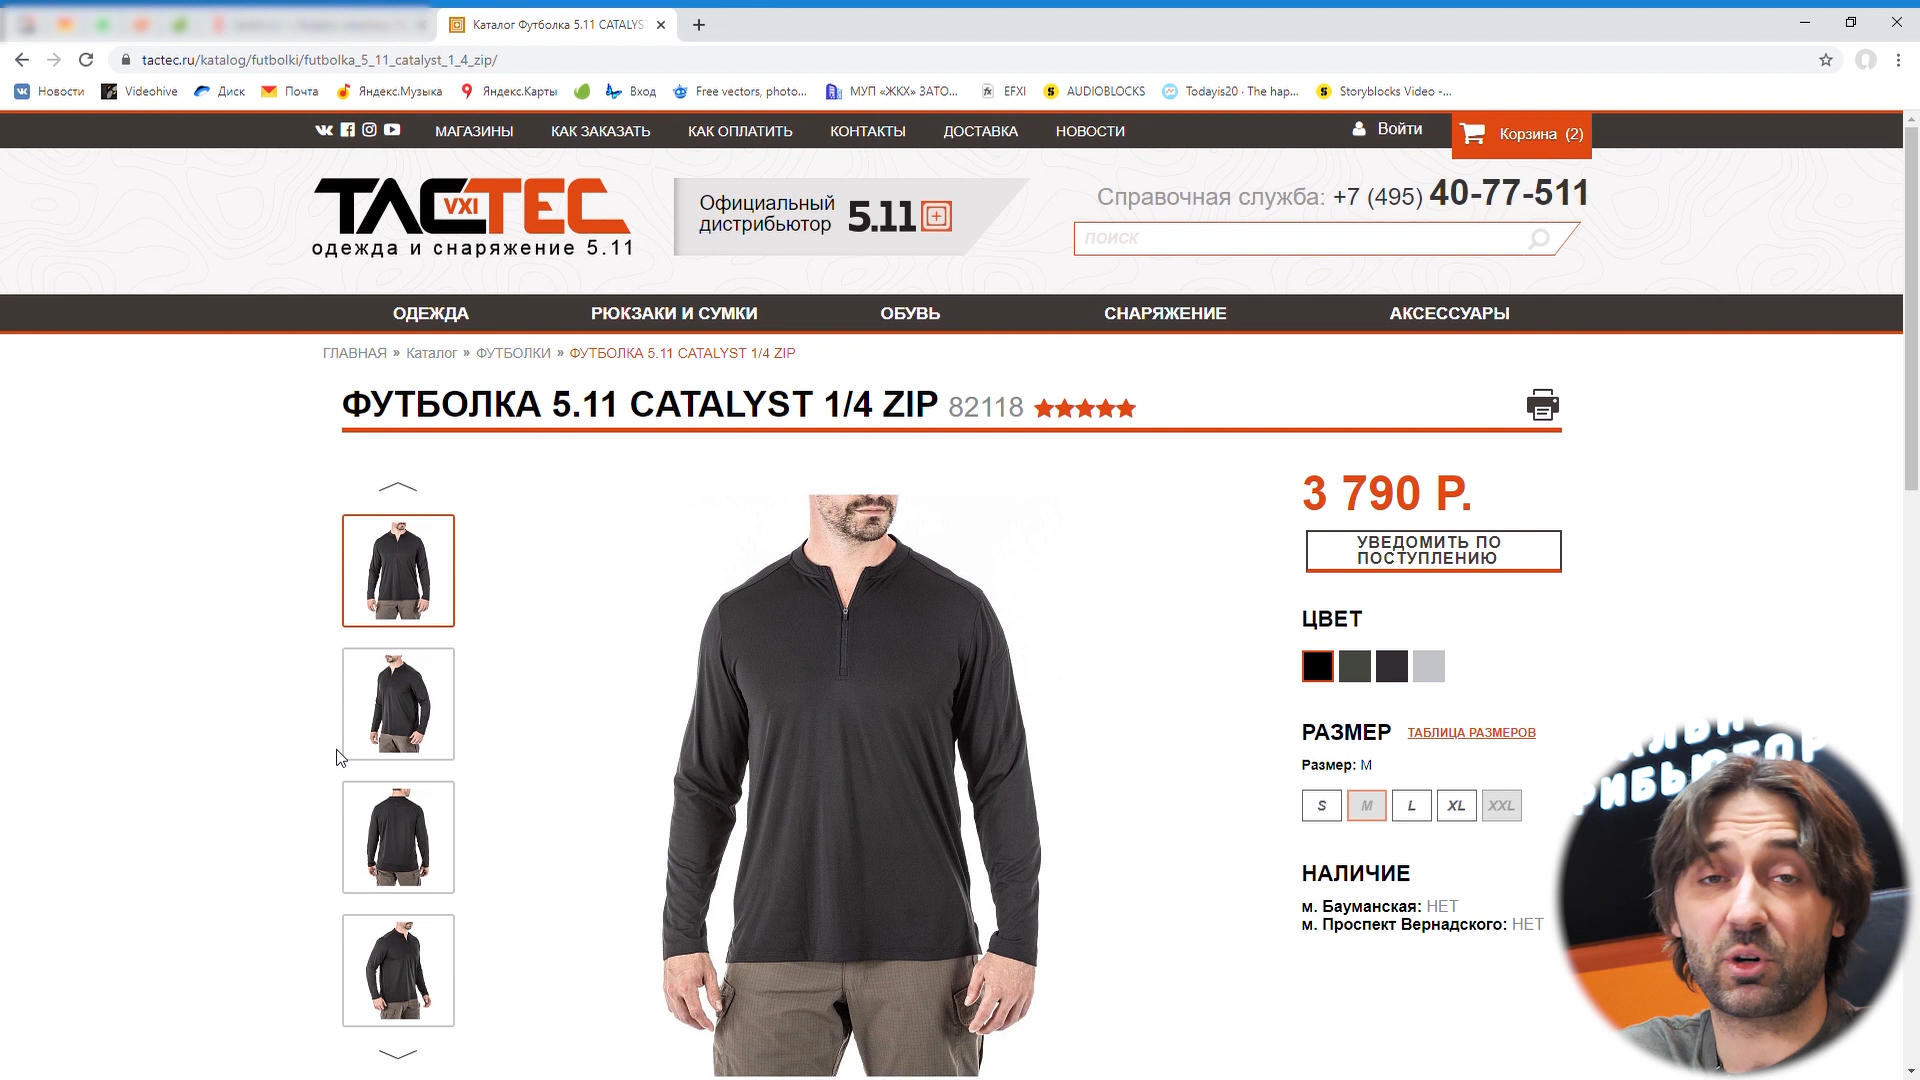 Каталог Футболка 5.11 CATALYS
tactec.ru/katalog/futbolki/futbolka_5_11_catalyst_1_4_zip/
Новости
Videohive
Диск
Почта
Яндекс.Музыка
Яндекс.Карты
Вход
Free vectors, photo...
МУП «ЖКХ» ЗАТО...
EFXI
AUDIOBLOCKS
Todayis20 · The hap...
Storyblocks Video -...
МАГАЗИНЫ
КАК ЗАКАЗАТЬ
КАК ОПЛАТИТЬ
КОНТАКТЫ
ДОСТАВКА
НОВОСТИ
Войти
Корзина (2)
TACTEC
VXI
одежда и снаряжение 5.11
Официальный
дистрибьютор
5.11
Справочная служба: +7 (495) 40-77-511
ПОИСК
ОДЕЖДА
РЮКЗАКИ И СУМКИ
ОБУВЬ
СНАРЯЖЕНИЕ
АКСЕССУАРЫ
ГЛАВНАЯ » Каталог » ФУТБОЛКИ » ФУТБОЛКА 5.11 CATALYST 1/4 ZIP
ФУТБОЛКА 5.11 CATALYST 1/4 ZIP 82118
3 790 Р.
УВЕДОМИТЬ ПО
ПОСТУПЛЕНИЮ
ЦВЕТ
РАЗМЕР ТАБЛИЦА РАЗМЕРОВ
Размер: M
S
M
L
XL
XXL
НАЛИЧИЕ
м. Бауманская: НЕТ
м. Проспект Вернадского: НЕТ